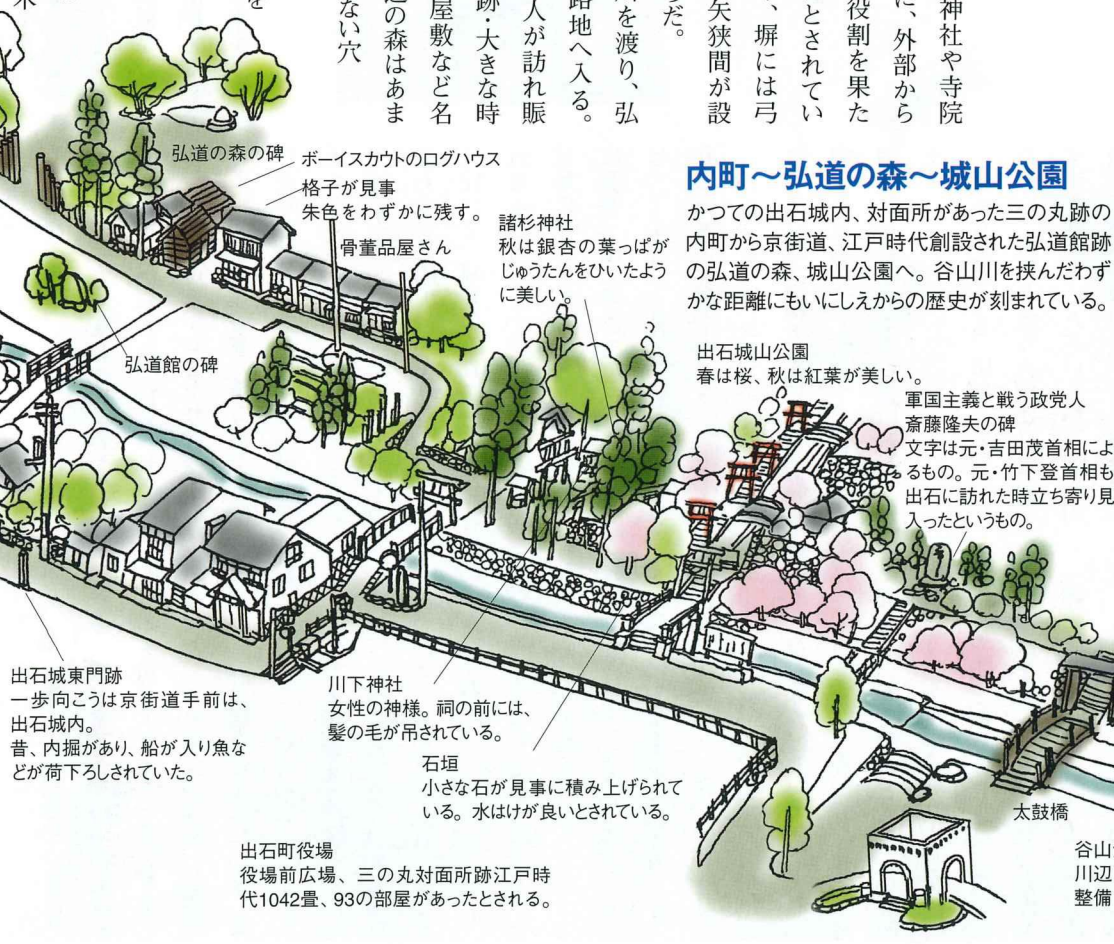 神社や寺院
に、外部から
役割を果た
とされてい
、塀には弓
矢狭間が設
だ。
を渡り、弘
路地へ入る。
人が訪れ賑
跡・大きな時
屋敷など名
の森はあま
ない穴
を
内町～弘道の森～城山公園
かつての出石城内、対面所があった三の丸跡の
内町から京街道、江戸時代創設された弘道館跡
の弘道の森、城山公園へ。谷山川を挟んだわず
かな距離にもいにしえからの歴史が刻まれている。
弘道の森の碑
ボーイスカウトのログハウス
格子が見事
朱色をわずかに残す。
骨董品屋さん
諸杉神社
秋は銀杏の葉っぱが
じゅうたんをひいたよう
に美しい。
弘道館の碑
出石城山公園
春は桜、秋は紅葉が美しい。
軍国主義と戦う政党人
斎藤隆夫の碑
文字は元・吉田茂首相によ
るもの。元・竹下登首相も
出石に訪れた時立ち寄り見
入ったというもの。
出石城東門跡
一歩向こうは京街道手前は、
出石城内。
昔、内掘があり、船が入り魚な
どが荷下ろしされていた。
川下神社
女性の神様。祠の前には、
髪の毛が吊されている。
石垣
小さな石が見事に積み上げられて
いる。水はけが良いとされている。
出石町役場
役場前広場、三の丸対面所跡江戸時
代1042畳、93の部屋があったとされる。
太鼓橋
谷山
川辺
整備